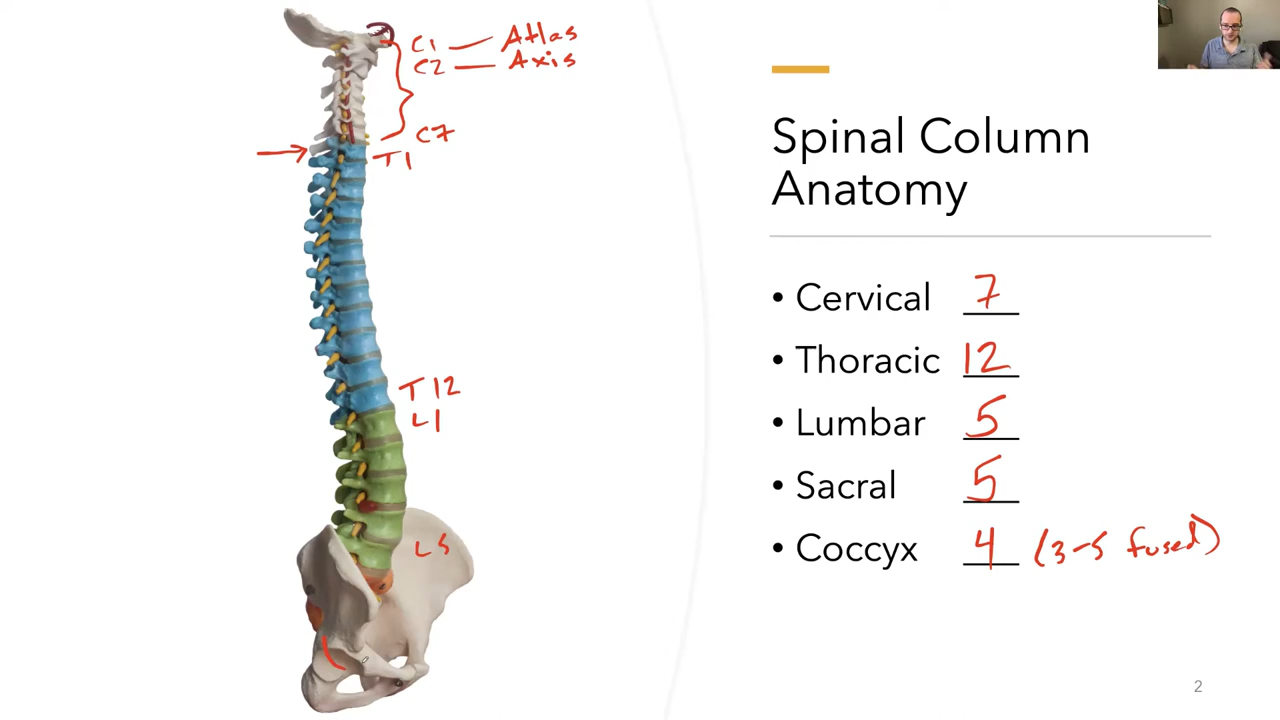 C1 — Atlas
C2 — Axis
C7
T1
T12
L1
L5
Spinal Column
Anatomy
• Cervical 7
• Thoracic 12
• Lumbar 5
• Sacral 5
• Coccyx 4 (3-5 fused)
2